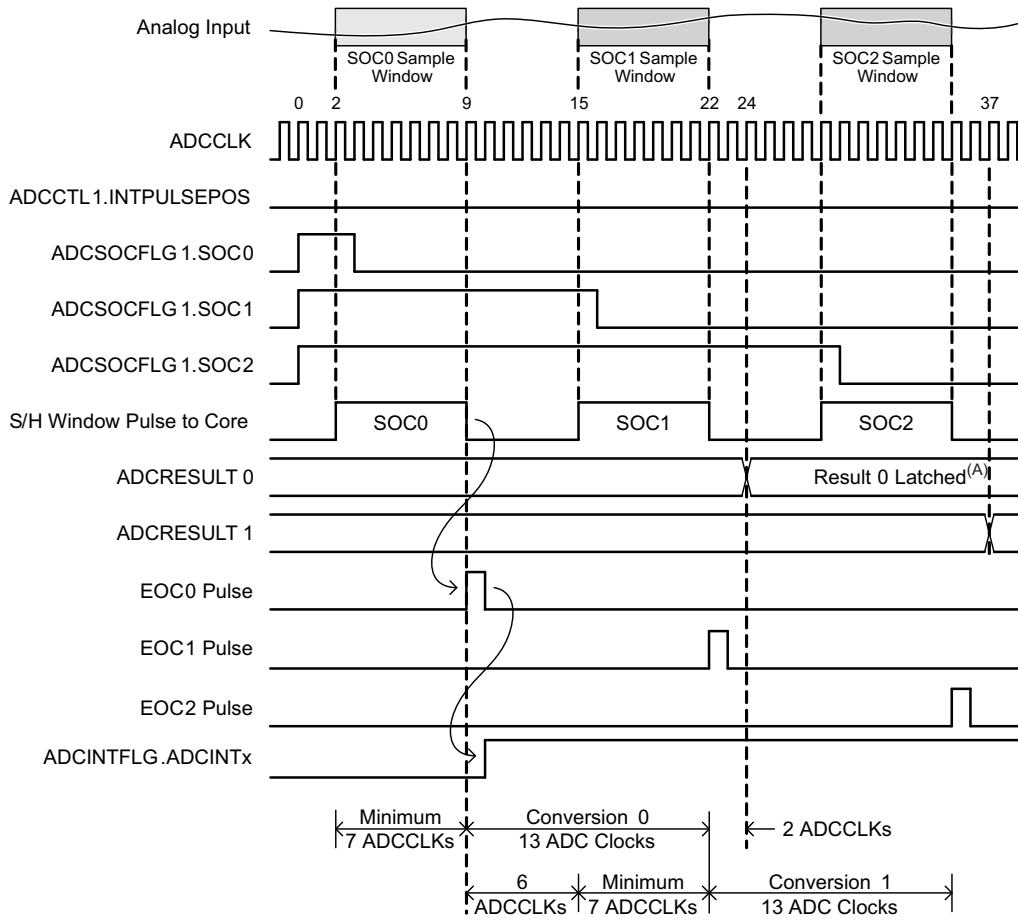 Analog Input
SOC0 Sample
Window
SOC1 Sample
Window
SOC2 Sample
Window
0 2 9 15 22 24 37
ADCCLK
ADCCTL1.INTPULSEPOS
ADCSOCFLG 1.SOC0
ADCSOCFLG 1.SOC1
ADCSOCFLG 1.SOC2
S/H Window Pulse to Core
SOC0
SOC1
SOC2
ADCRESULT 0
Result 0 Latched(A)
ADCRESULT 1
EOC0 Pulse
EOC1 Pulse
EOC2 Pulse
ADCINTFLG.ADCINTx
Minimum
7 ADCCLKs
Conversion 0
13 ADC Clocks
2 ADCCLKs
6
ADCCLKs
Minimum
7 ADCCLKs
Conversion 1
13 ADC Clocks